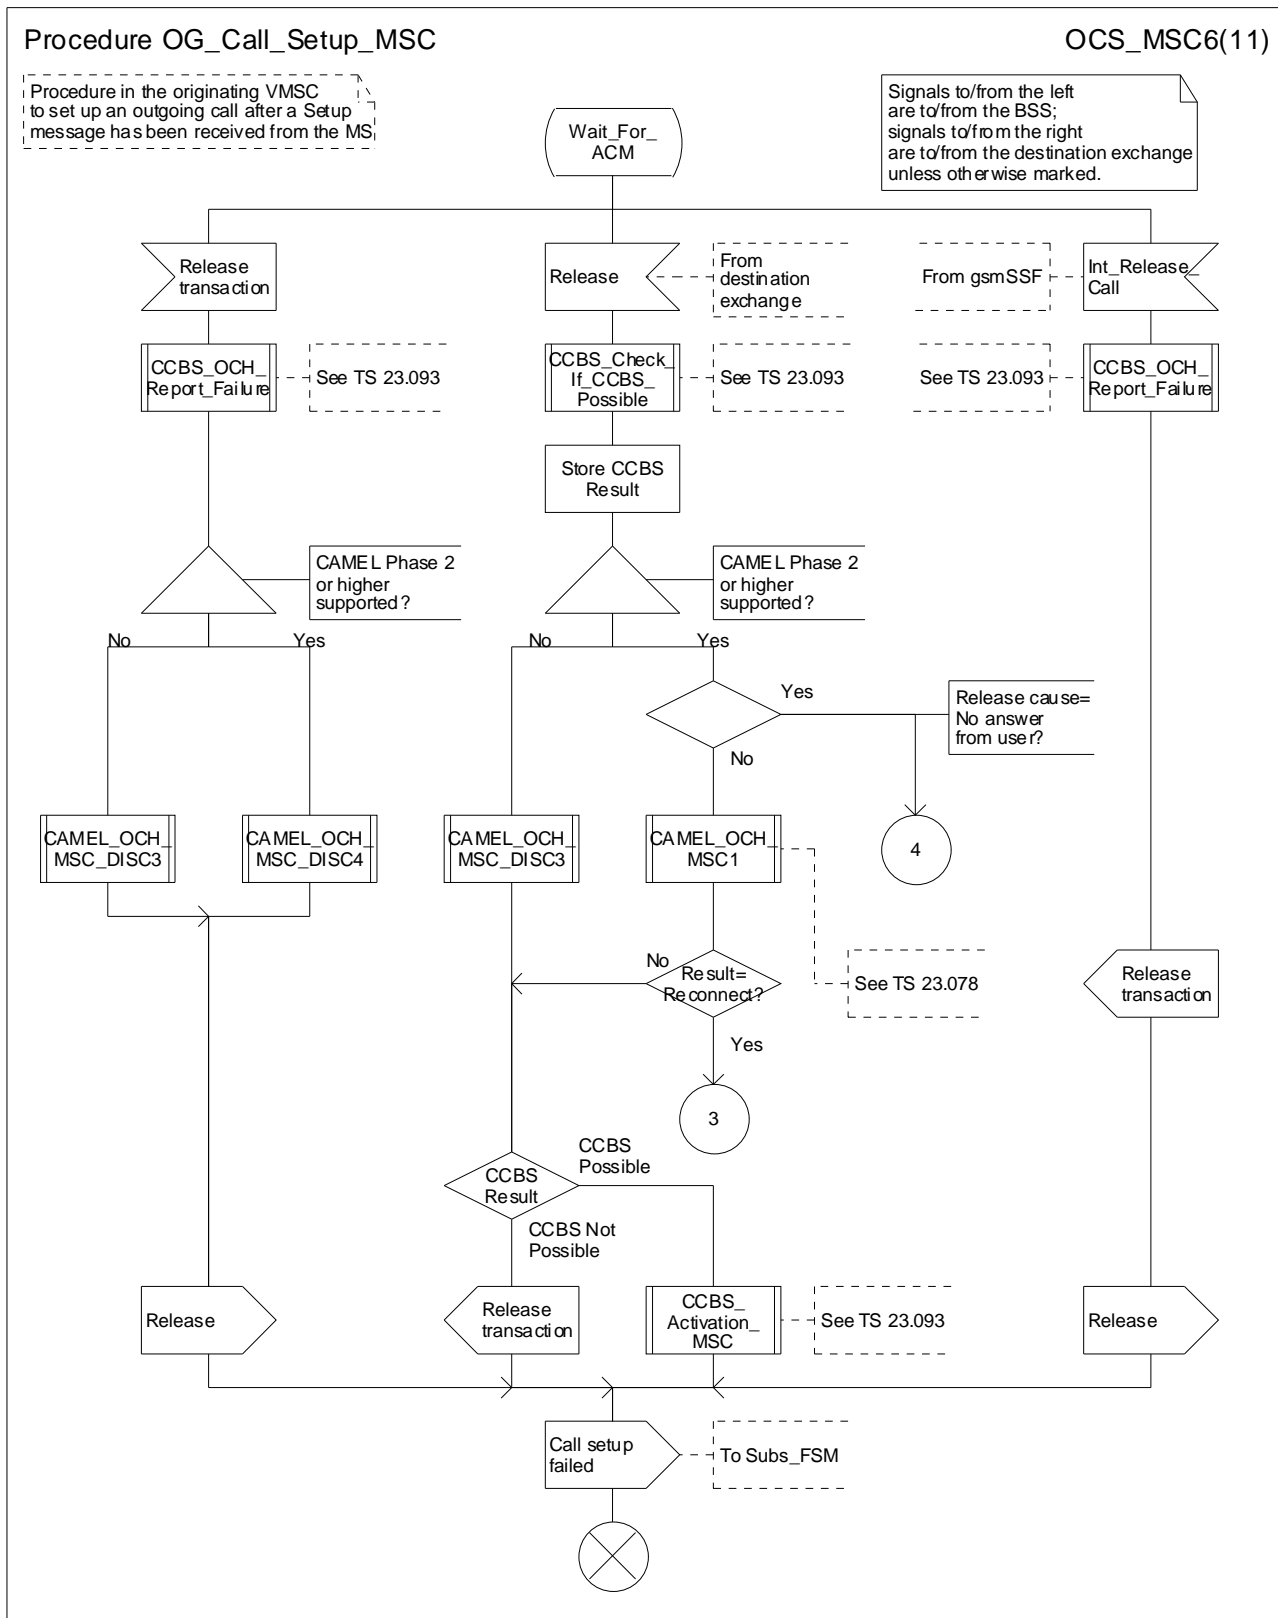 Procedure OG_Call_Setup_MSC
OCS_MSC6(11)
Procedure in the originating VMSC
to set up an outgoing call after a Setup
message has been received from the MS
Signals to/from the left
are to/from the BSS;
signals to/from the right
are to/from the destination exchange
unless otherwise marked.
Wait_For_
ACM
Release
transaction
Release
From
destination
exchange
From gsmSSF
Int_Release_
Call
CCBS_OCH_
Report_Failure
See TS 23.093
CCBS_Check_
If_CCBS_
Possible
See TS 23.093
See TS 23.093
CCBS_OCH_
Report_Failure
Store CCBS
Result
CAMEL Phase 2
or higher
supported?
CAMEL Phase 2
or higher
supported?
No
Yes
No
Yes
Yes
Release cause=
No answer
from user?
No
CAMEL_OCH_
MSC_DISC3
CAMEL_OCH_
MSC_DISC4
CAMEL_OCH_
MSC_DISC3
CAMEL_OCH_
MSC1
4
No
Result=
Reconnect?
See TS 23.078
Release
transaction
Yes
3
CCBS
Possible
CCBS
Result
CCBS Not
Possible
Release
Release
transaction
CCBS_
Activation_
MSC
See TS 23.093
Release
Call setup
failed
To Subs_FSM